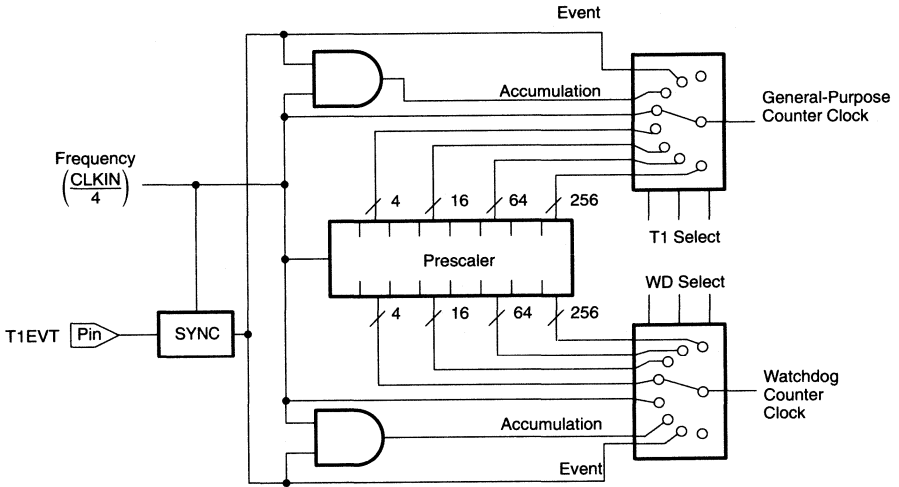 Event
Accumulation
General-Purpose
Counter Clock
Frequency
(CLKIN/4)
/4 /16 /64 /256
T1 Select
Prescaler
WD Select
T1EVT Pin SYNC
/4 /16 /64 /256
Watchdog
Counter
Clock
Accumulation
Event